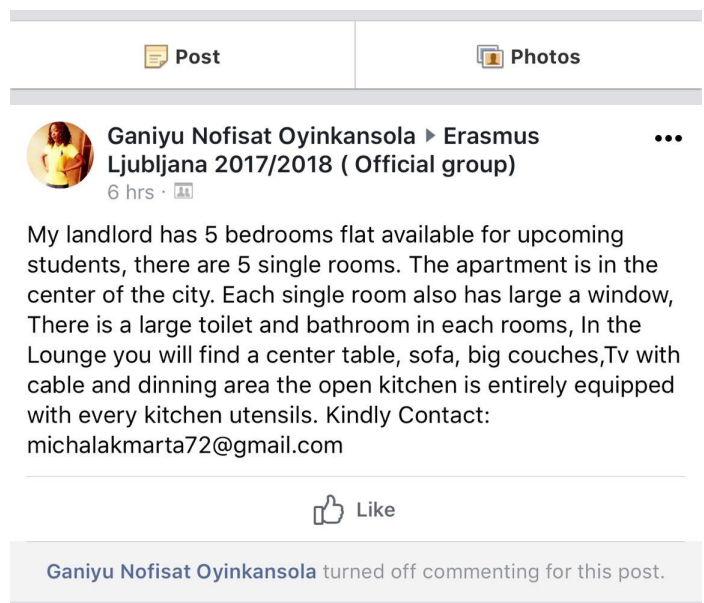 Post
Photos
Ganiyu Nofisat Oyinkansola ▸ Erasmus
Ljubljana 2017/2018 ( Official group)
6 hrs ·
My landlord has 5 bedrooms flat available for upcoming
students, there are 5 single rooms. The apartment is in the
center of the city. Each single room also has large a window,
There is a large toilet and bathroom in each rooms, In the
Lounge you will find a center table, sofa, big couches,Tv with
cable and dinning area the open kitchen is entirely equipped
with every kitchen utensils. Kindly Contact:
michalakmarta72@gmail.com
Like
Ganiyu Nofisat Oyinkansola turned off commenting for this post.